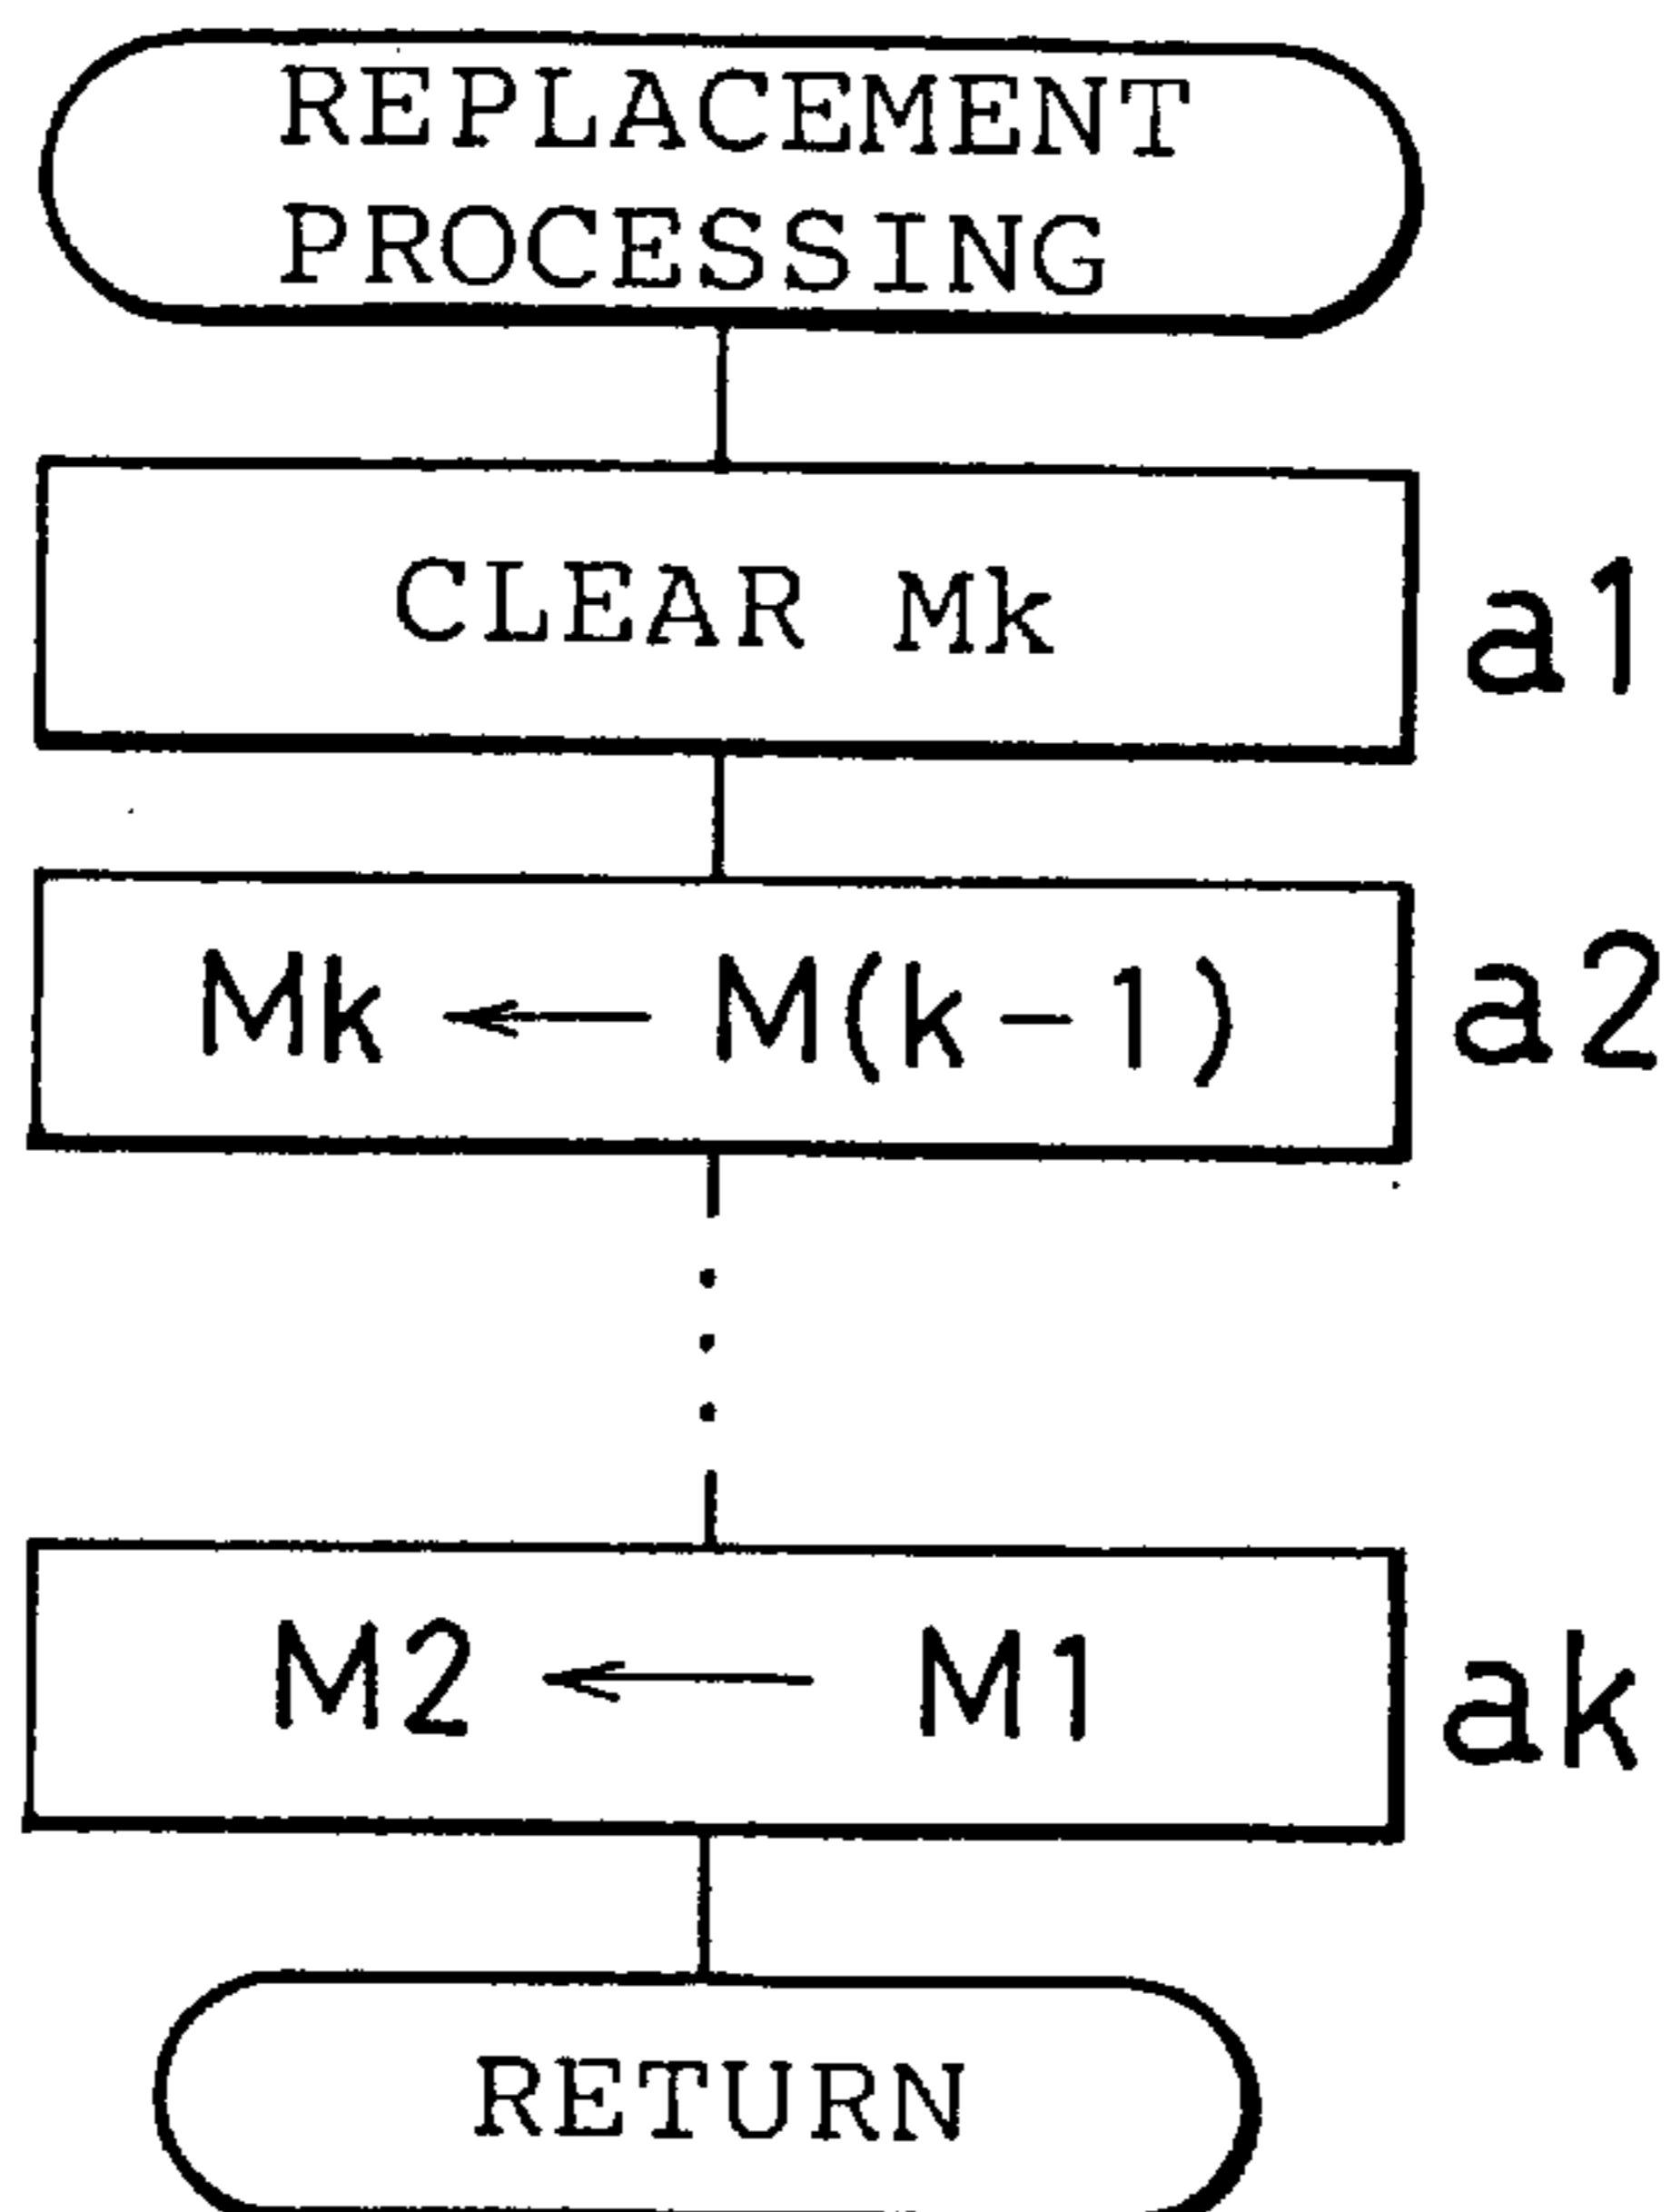 REPLACEMENT
PROCESSING
CLEAR Mk
a1
Mk ← M(k-1)
a2
M2 ← M1
ak
RETURN